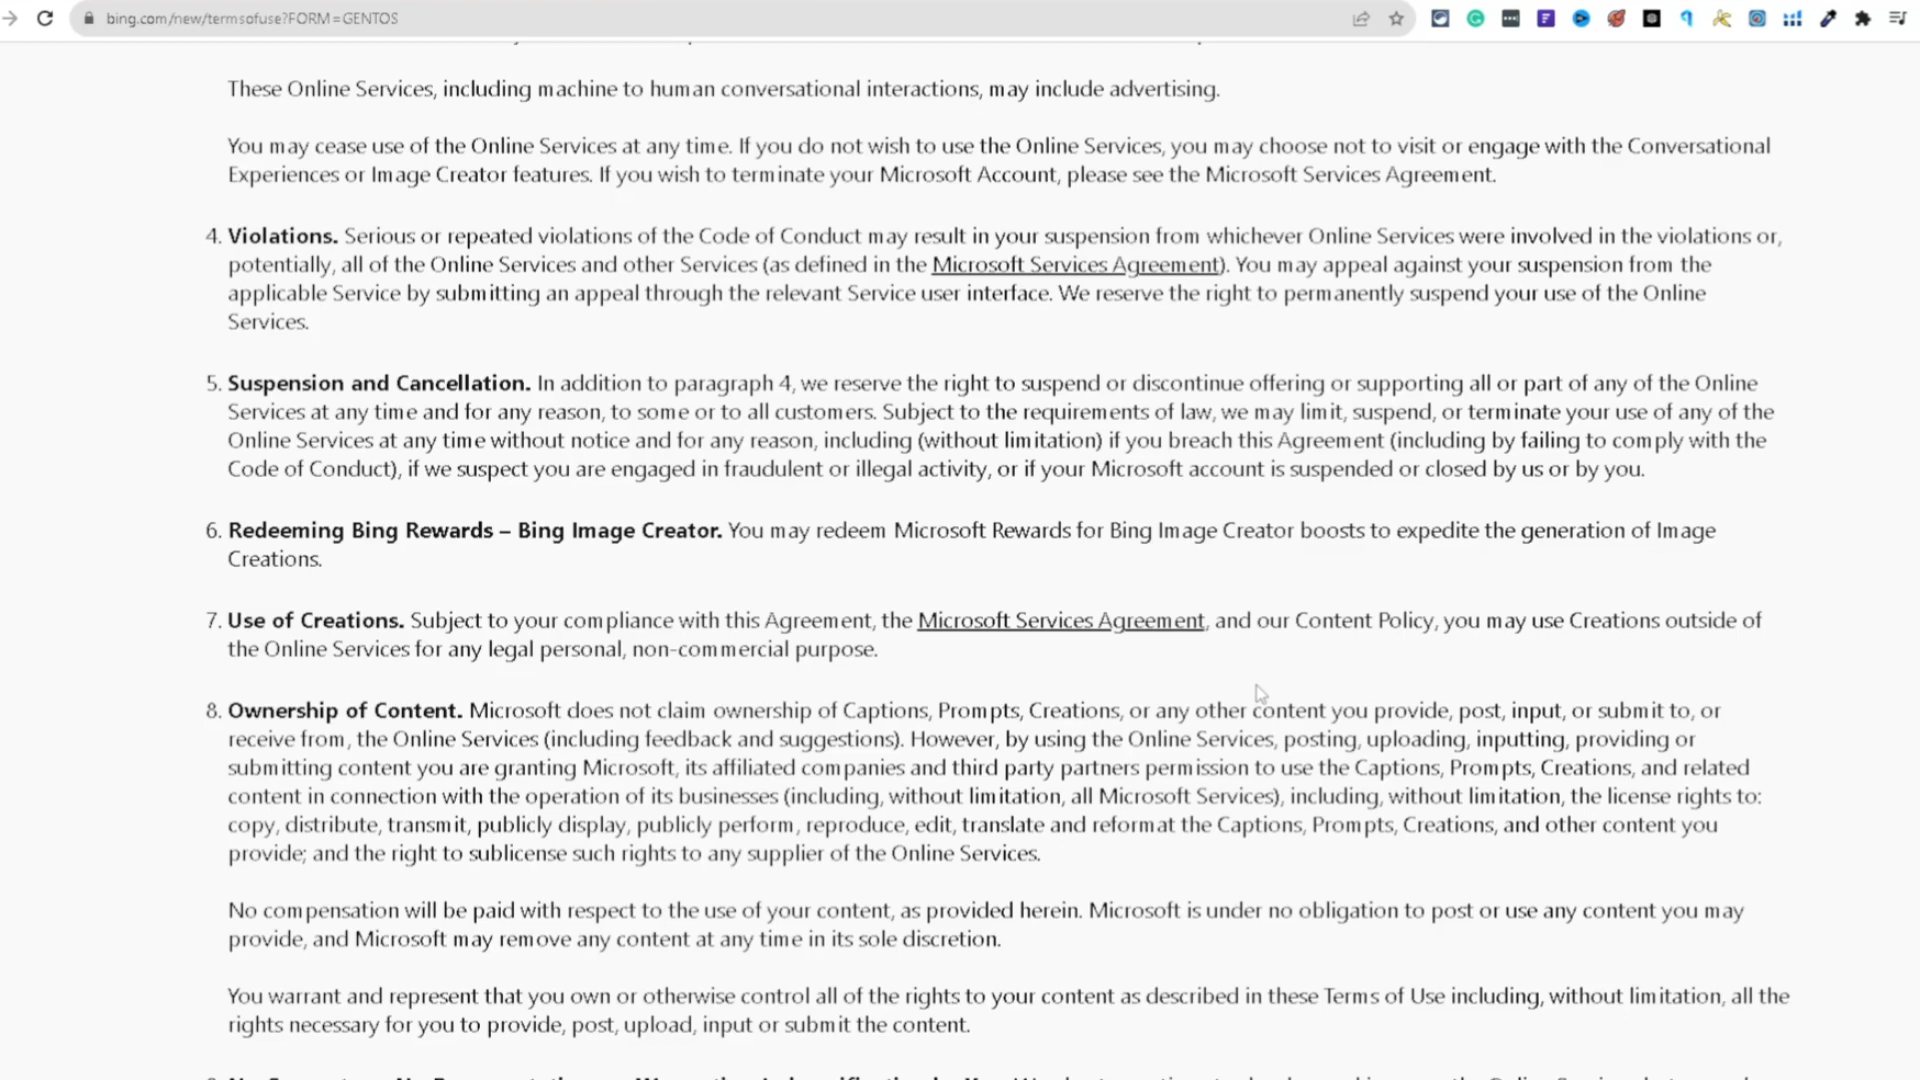 bing.com/new/termsofuse?FORM=GENTOS
These Online Services, including machine to human conversational interactions, may include advertising.
You may cease use of the Online Services at any time. If you do not wish to use the Online Services, you may choose not to visit or engage with the Conversational
Experiences or Image Creator features. If you wish to terminate your Microsoft Account, please see the Microsoft Services Agreement.
4. Violations. Serious or repeated violations of the Code of Conduct may result in your suspension from whichever Online Services were involved in the violations or,
potentially, all of the Online Services and other Services (as defined in the Microsoft Services Agreement). You may appeal against your suspension from the
applicable Service by submitting an appeal through the relevant Service user interface. We reserve the right to permanently suspend your use of the Online
Services.
5. Suspension and Cancellation. In addition to paragraph 4, we reserve the right to suspend or discontinue offering or supporting all or part of any of the Online
Services at any time and for any reason, to some or to all customers. Subject to the requirements of law, we may limit, suspend, or terminate your use of any of the
Online Services at any time without notice and for any reason, including (without limitation) if you breach this Agreement (including by failing to comply with the
Code of Conduct), if we suspect you are engaged in fraudulent or illegal activity, or if your Microsoft account is suspended or closed by us or by you.
6. Redeeming Bing Rewards – Bing Image Creator. You may redeem Microsoft Rewards for Bing Image Creator boosts to expedite the generation of Image
Creations.
7. Use of Creations. Subject to your compliance with this Agreement, the Microsoft Services Agreement, and our Content Policy, you may use Creations outside of
the Online Services for any legal personal, non-commercial purpose.
8. Ownership of Content. Microsoft does not claim ownership of Captions, Prompts, Creations, or any other content you provide, post, input, or submit to, or
receive from, the Online Services (including feedback and suggestions). However, by using the Online Services, posting, uploading, inputting, providing or
submitting content you are granting Microsoft, its affiliated companies and third party partners permission to use the Captions, Prompts, Creations, and related
content in connection with the operation of its businesses (including, without limitation, all Microsoft Services), including, without limitation, the license rights to:
copy, distribute, transmit, publicly display, publicly perform, reproduce, edit, translate and reformat the Captions, Prompts, Creations, and other content you
provide; and the right to sublicense such rights to any supplier of the Online Services.
No compensation will be paid with respect to the use of your content, as provided herein. Microsoft is under no obligation to post or use any content you may
provide, and Microsoft may remove any content at any time in its sole discretion.
You warrant and represent that you own or otherwise control all of the rights to your content as described in these Terms of Use including, without limitation, all the
rights necessary for you to provide, post, upload, input or submit the content.